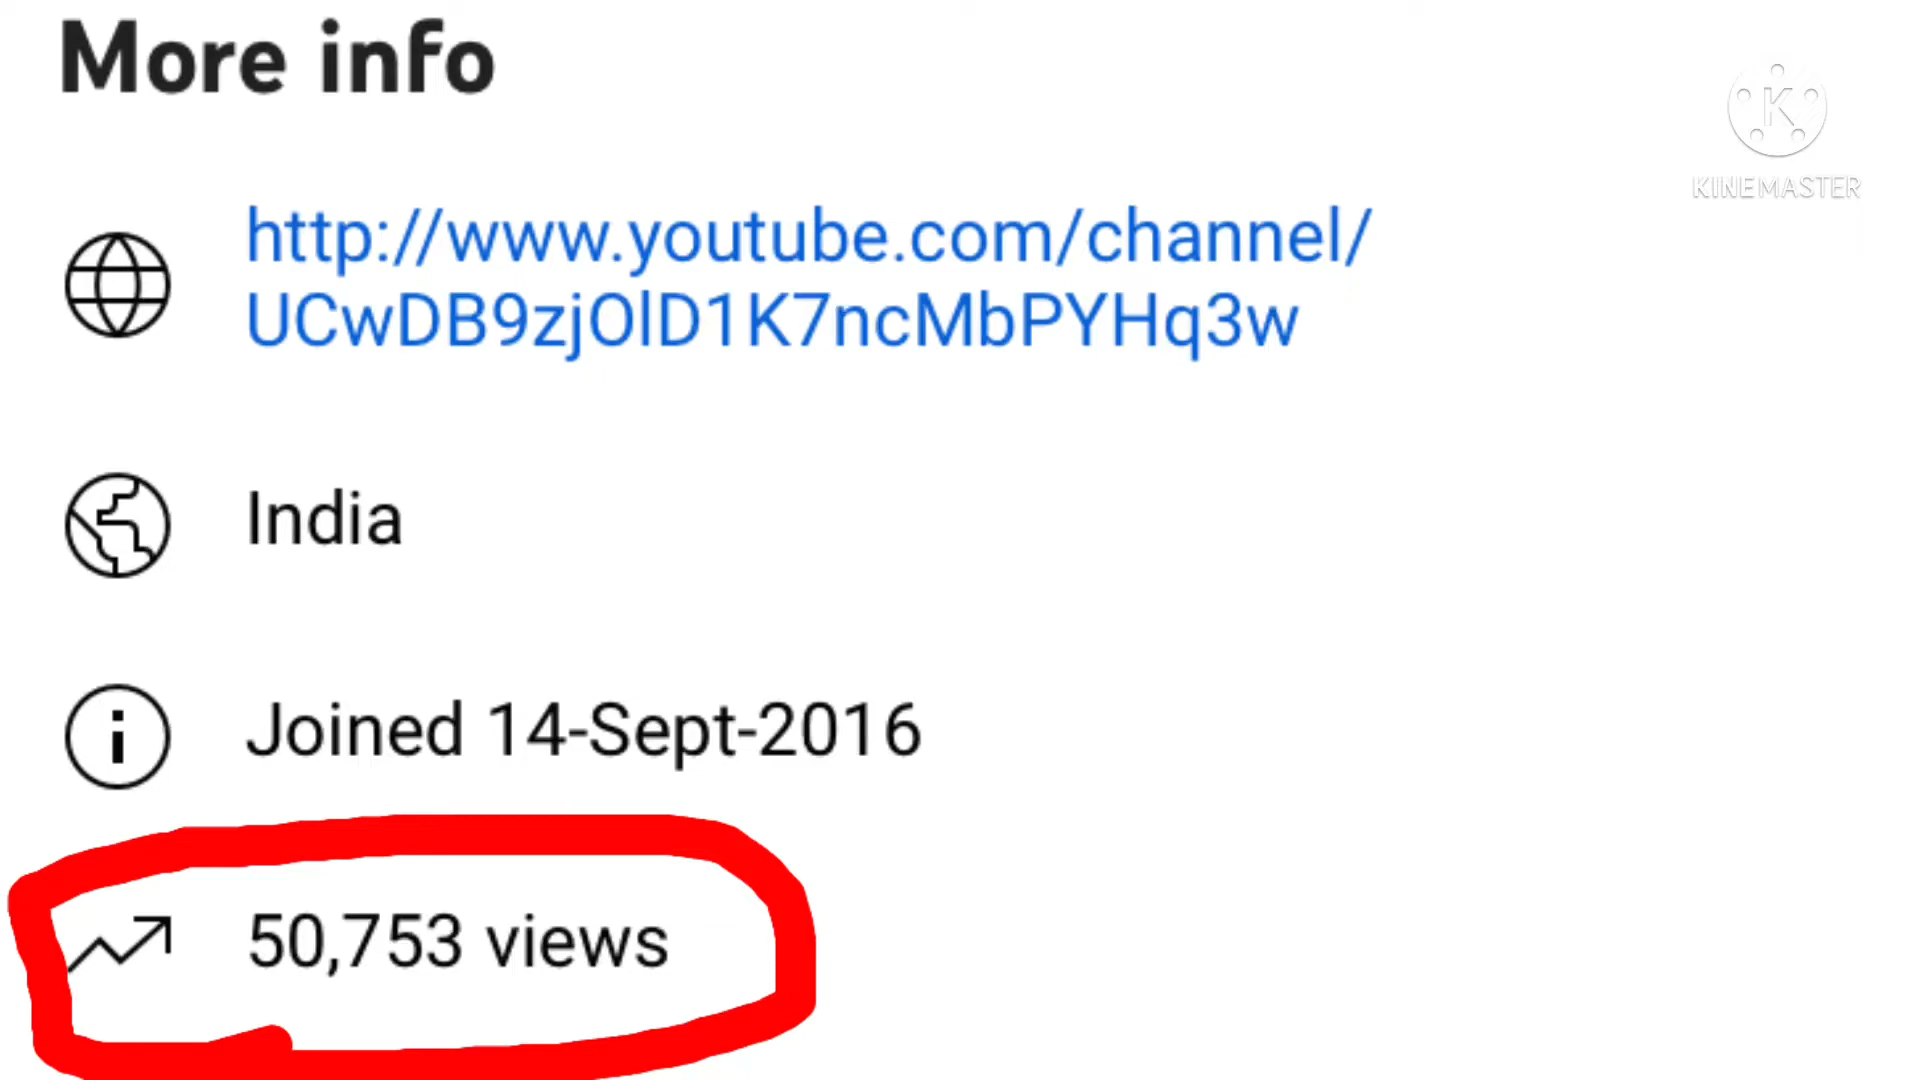 More info
K
KINEMASTER
http://www.youtube.com/channel/
UCwDB9zjOlD1K7ncMbPYHq3w
India
Joined 14-Sept-2016
50,753 views